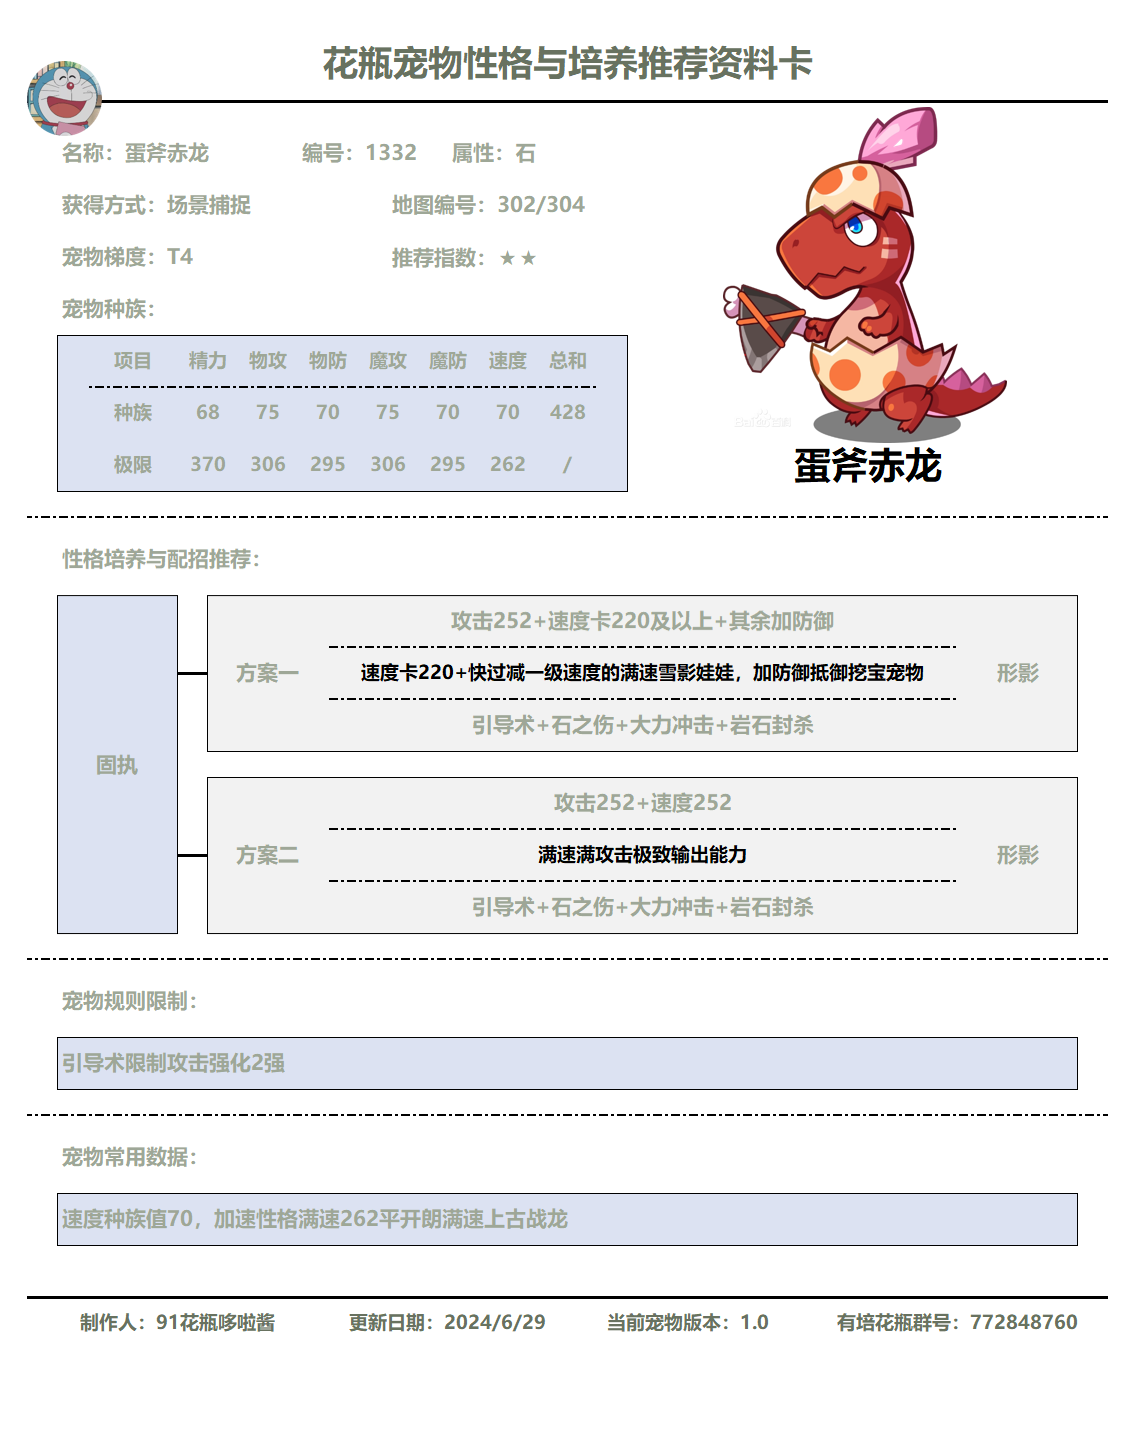 花瓶宠物性格与培养推荐资料卡
名称：蛋斧赤龙 编号：1332 属性：石
获得方式：场景捕捉 地图编号：302/304
宠物梯度：T4 推荐指数：★★
宠物种族：
项目 精力 物攻 物防 魔攻 魔防 速度 总和
种族 68 75 70 75 70 70 428
极限 370 306 295 306 295 262 /
Baidu百科
蛋斧赤龙
性格培养与配招推荐：
固执
方案一
攻击252+速度卡220及以上+其余加防御
速度卡220+快过减一级速度的满速雪影娃娃，加防御抵御挖宝宠物
引导术+石之伤+大力冲击+岩石封杀
形影
方案二
攻击252+速度252
满速满攻击极致输出能力
引导术+石之伤+大力冲击+岩石封杀
形影
宠物规则限制：
引导术限制攻击强化2强
宠物常用数据：
速度种族值70，加速性格满速262平开朗满速上古战龙
制作人：91花瓶哆啦酱 更新日期：2024/6/29 当前宠物版本：1.0 有培花瓶群号：772848760